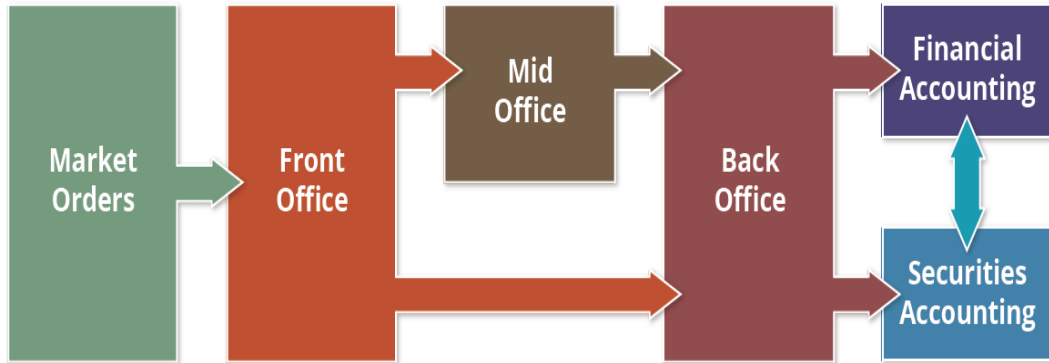 Market
Orders
Front
Office
Mid
Office
Back
Office
Financial
Accounting
Securities
Accounting